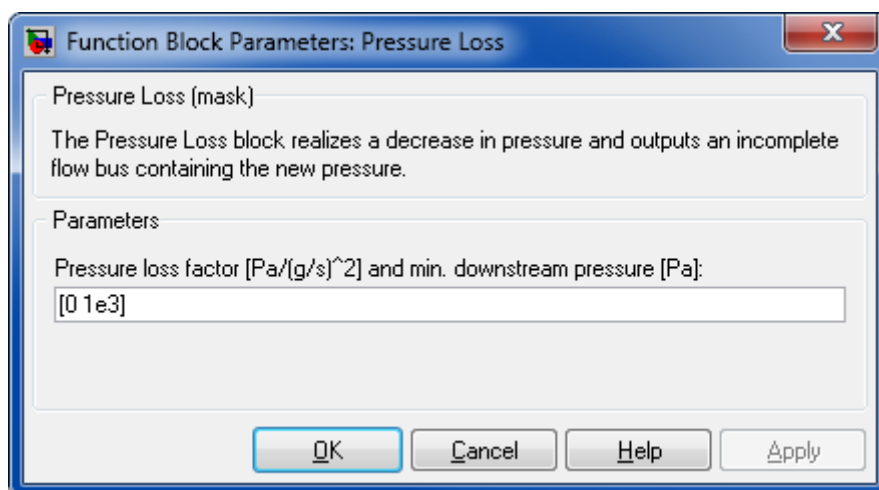 Function Block Parameters: Pressure Loss
Pressure Loss (mask)
The Pressure Loss block realizes a decrease in pressure and outputs an incomplete
flow bus containing the new pressure.
Parameters
Pressure loss factor [Pa/(g/s)^2] and min. downstream pressure [Pa]:
[0 1e3]
OK Cancel Help Apply